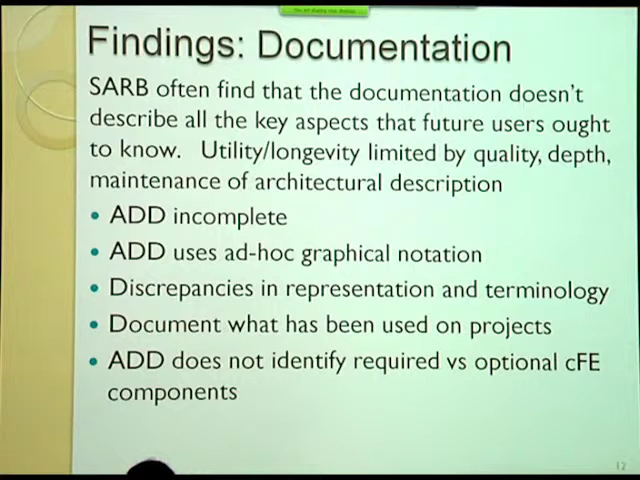 Findings: Documentation
SARB often find that the documentation doesn't
describe all the key aspects that future users ought
to know. Utility/longevity limited by quality, depth,
maintenance of architectural description
• ADD incomplete
• ADD uses ad-hoc graphical notation
• Discrepancies in representation and terminology
• Document what has been used on projects
• ADD does not identify required vs optional cFE
components
12